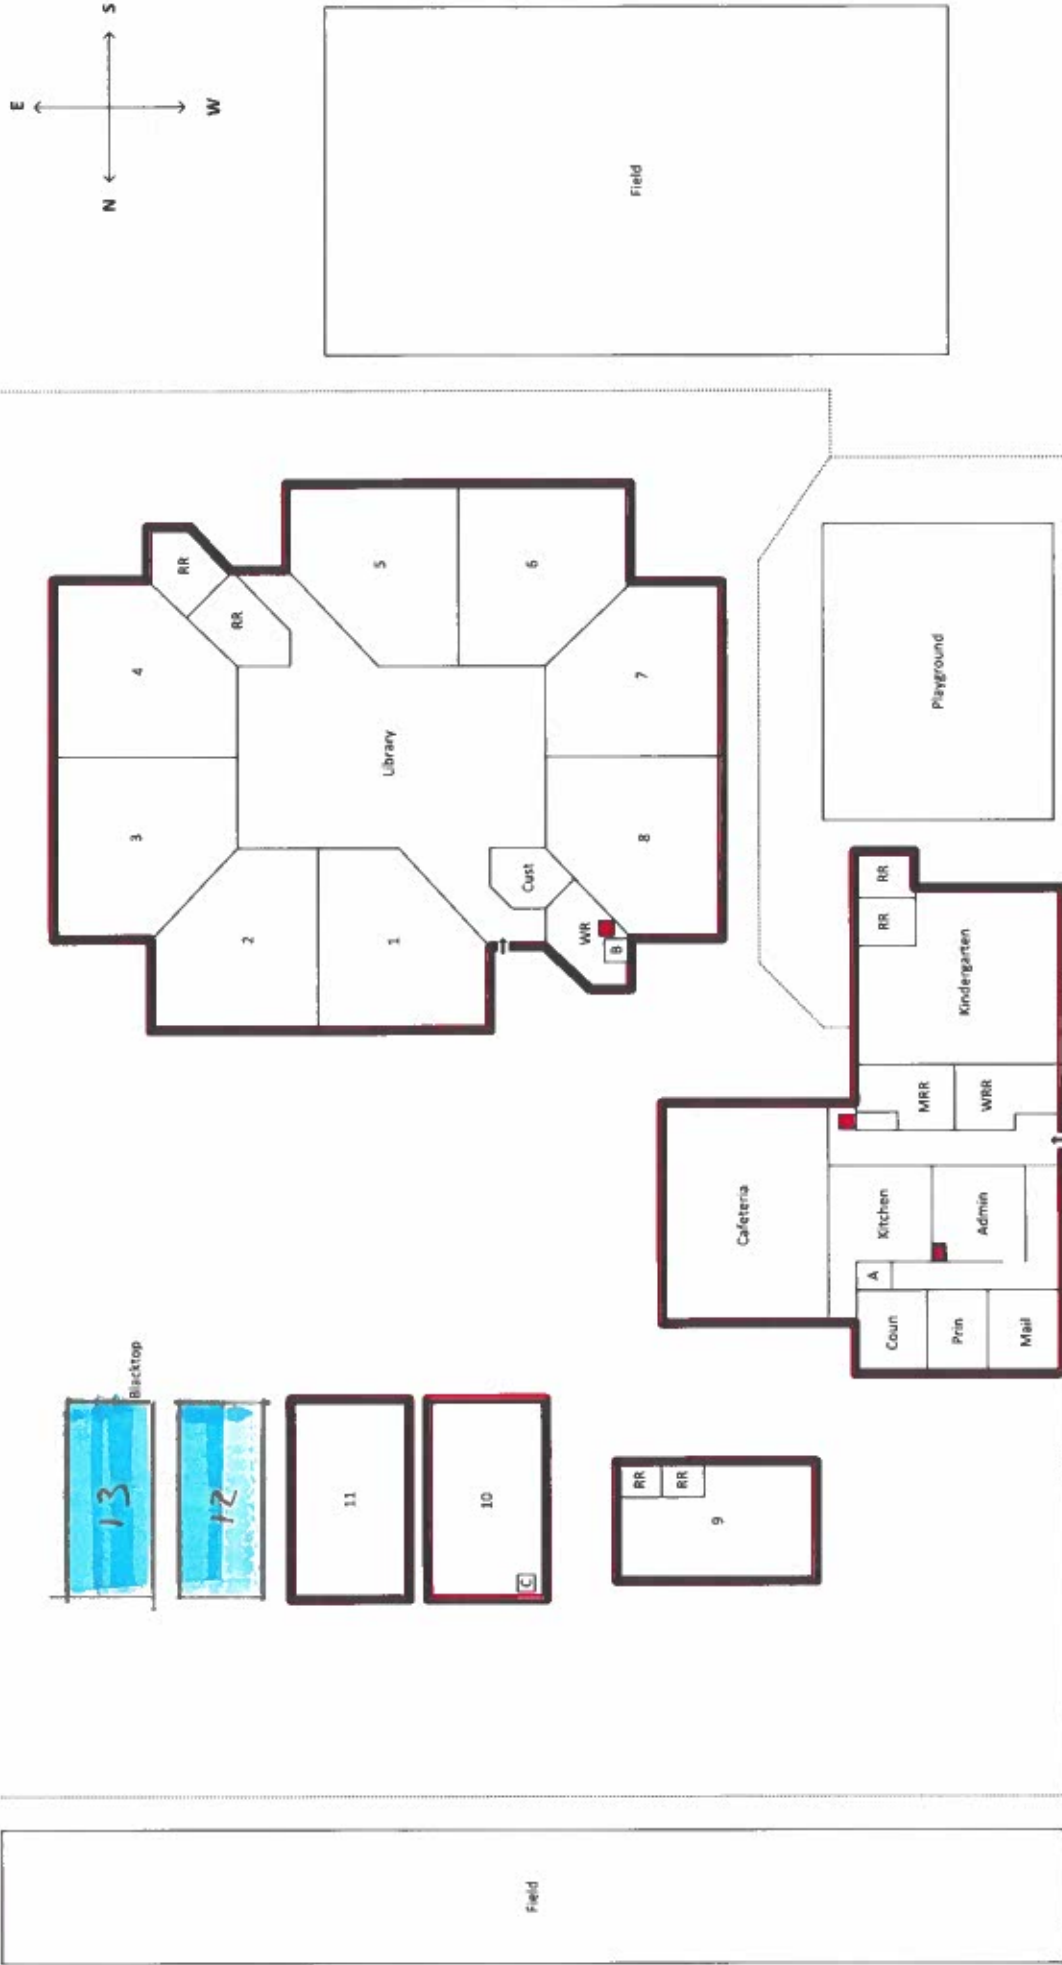 E
N
S
W
Field
RR
RR
4
5
6
3
Library
7
2
1
Cust
8
WR
B
Playground
RR
RR
Kindergarten
MRR
WRR
Cafeteria
Kitchen
Admin
A
Coun
Prin
Mail
Blacktop
13
12
11
10
C
RR
RR
9
Field